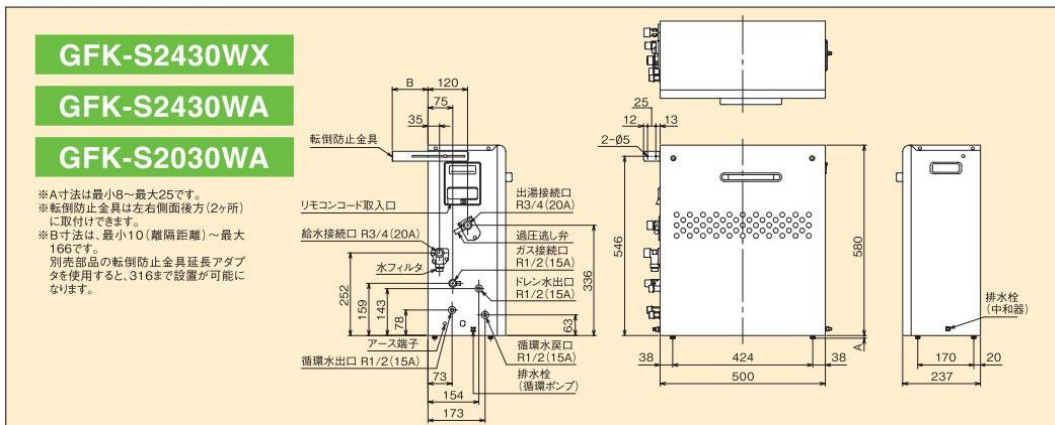 GFK-S2430WX
GFK-S2430WA
GFK-S2030WA
※A寸法は最小8〜最大25です。
※転倒防止金具は左右側面後方(2ヶ所)
に取付けできます。
※B寸法は、最小10(離隔距離)〜最大
166です。
別売部品の転倒防止金具延長アダプ
タを使用すると、316まで設置が可能に
なります。
B
120
75
35
転倒防止金具
リモコンコード取入口
給水接続口 R3/4(20A)
水フィルタ
252
159
143
78
アース端子
循環水出口 R1/2(15A)
73
154
173
出湯接続口
R3/4(20A)
過圧逃し弁
ガス接続口
R1/2(15A)
ドレン水出口
R1/2(15A)
336
63
循環水戻口
R1/2(15A)
排水栓
(循環ポンプ)
25
12
13
2-Ø5
546
580
A
38
424
38
500
排水栓
(中和器)
170
20
237